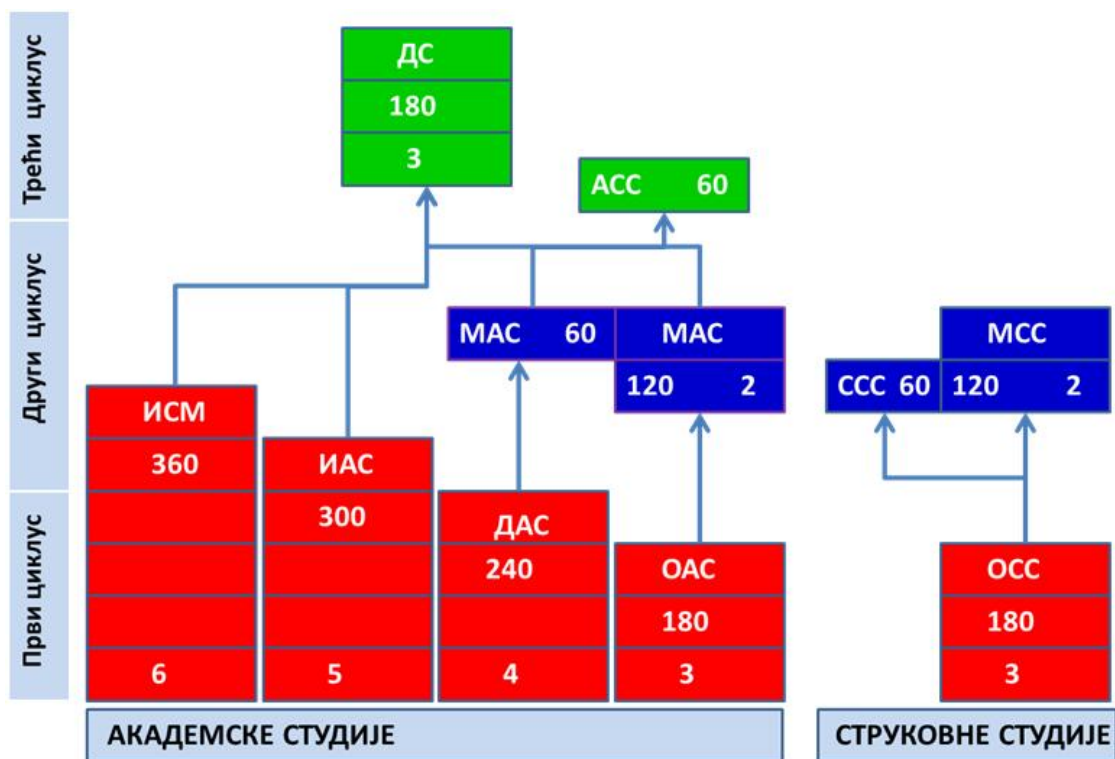 Трећи циклус
Други циклус
Први циклус
ДС
180
3
АСС 60
МАС 60
МАС
120 2
МСС
ССС 60
120 2
ИСМ
360
6
ИАС
300
5
ДАС
240
4
ОАС
180
3
ОСС
180
3
АКАДЕМСКЕ СТУДИЈЕ
СТРУКОВНЕ СТУДИЈЕ